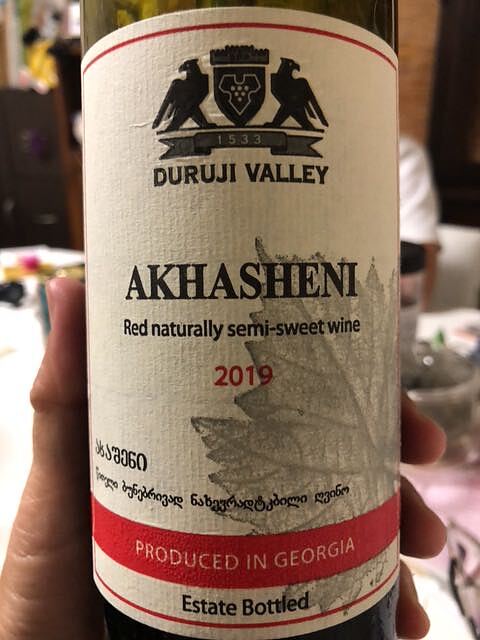 1533
DURUJI VALLEY
AKHASHENI
Red naturally semi-sweet wine
2019
ახაშენი
წითელი ბუნებრივად ნახევრადტკბილი ღვინო
PRODUCED IN GEORGIA
Estate Bottled